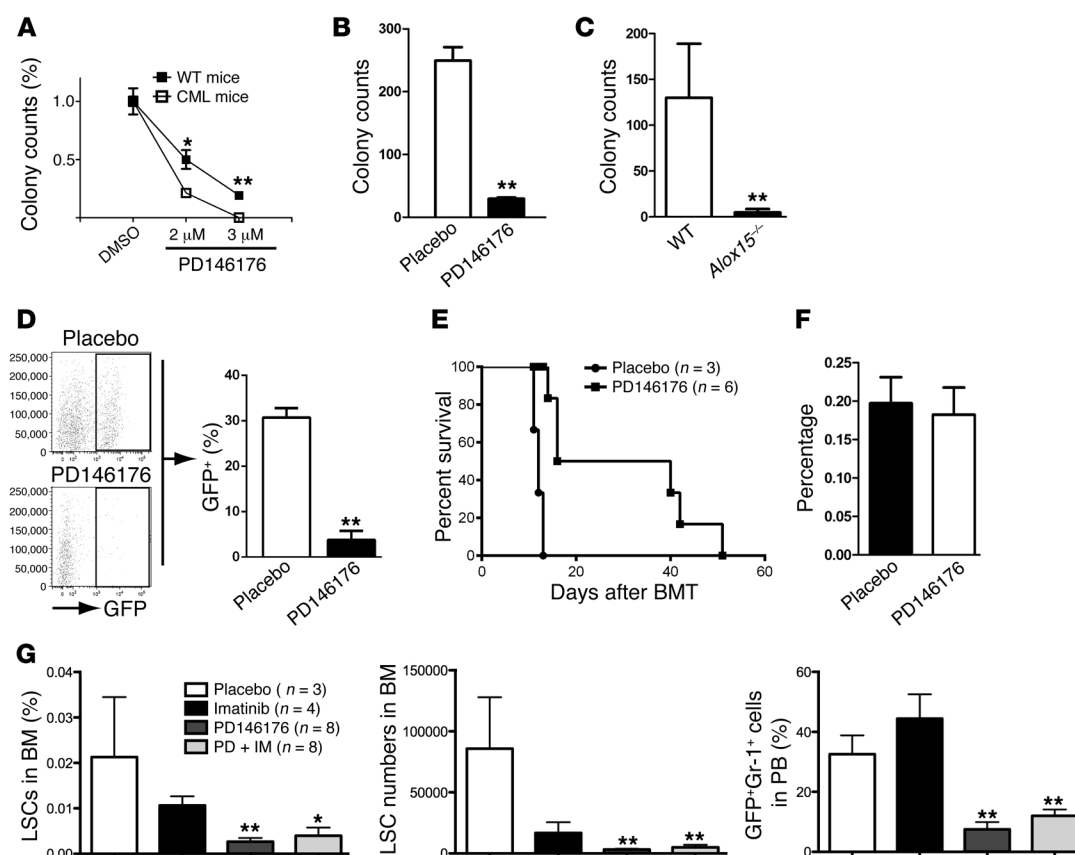 A
Colony counts (%)
1.0
0.5
WT mice
CML mice
*
**
DMSO
2 μM 3 μM
PD146176
B
Colony counts
300
200
100
0
**
Placebo
PD146176
C
Colony counts
200
150
100
50
0
**
WT
Alox15⁻/⁻
D
Placebo
250,000
200,000
150,000
100,000
50,000
0
PD146176
250,000
200,000
150,000
100,000
50,000
0
GFP
GFP⁺ (%)
40
30
20
10
0
**
Placebo
PD146176
E
Percent survival
100
80
60
40
20
0
Placebo (n = 3)
PD146176 (n = 6)
0 20 40 60
Days after BMT
F
Percentage
0.25
0.20
0.15
0.10
0.05
0.00
Placebo
PD146176
G
LSCs in BM (%)
0.04
0.03
0.02
0.01
0.00
Placebo ( n = 3)
Imatinib (n = 4)
PD146176 (n = 8)
PD + IM (n = 8)
**
*
LSC numbers in BM
150000
100000
50000
0
**
**
GFP⁺Gr-1⁺ cells
in PB (%)
60
40
20
0
**
**